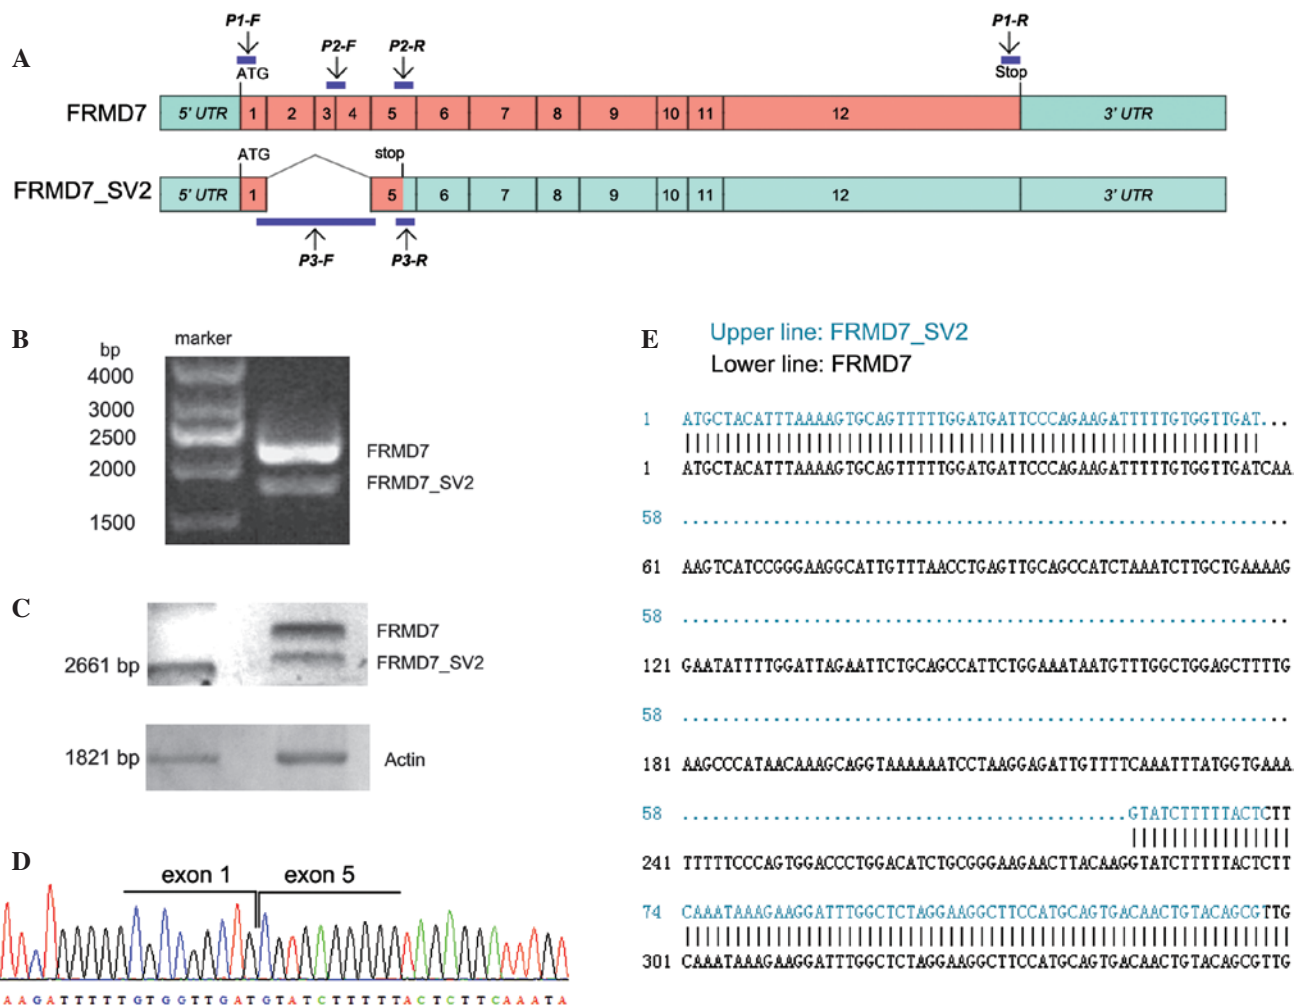 A
P1-F
P2-F
P2-R
P1-R
ATG
Stop
FRMD7
5' UTR 1 2 3 4 5 6 7 8 9 10 11 12 3' UTR
ATG
stop
FRMD7_SV2
5' UTR 1 5 6 7 8 9 10 11 12 3' UTR
P3-F
P3-R
B
marker
bp
4000
3000
2500
2000
1500
FRMD7
FRMD7_SV2
C
2661 bp
FRMD7
FRMD7_SV2
1821 bp
Actin
D
exon 1 exon 5
A A G A T T T T T G T G G T T G A T G T A T C T T T T T A C T C T T C A A A T A
E
Upper line: FRMD7_SV2
Lower line: FRMD7
1 ATGCTACATTTAAAAGTGCAGTTTTTGGATGATTCCCAGAAGATTTTTGTGGTTGAT...
1 ATGCTACATTTAAAAGTGCAGTTTTTGGATGATTCCCAGAAGATTTTTGTGGTTGATCAA
58 ............................................................
61 AAGTCATCCGGGAAGGCATTGTTTAACCTGAGTTGCAGCCATCTAAATCTTGCTGAAAAG
58 ............................................................
121 GAATATTTTGGATTAGAATTCTGCAGCCATTCTGGAAATAATGTTTGGCTGGAGCTTTTG
58 ............................................................
181 AAGCCCATAACAAAGCAGGTAAAAAATCCTAAGGAGATTGTTTTCAAATTTATGGTGAAA
58 ............................................GTATCTTTTTACTCTT
241 TTTTTCCCAGTGGACCCTGGACATCTGCGGGAAGAACTTACAAGGTATCTTTTTACTCTT
74 CAAATAAAGAAGGATTTGGCTCTAGGAAGGCTTCCATGCAGTGACAACTGTACAGCGTTG
301 CAAATAAAGAAGGATTTGGCTCTAGGAAGGCTTCCATGCAGTGACAACTGTACAGCGTTG